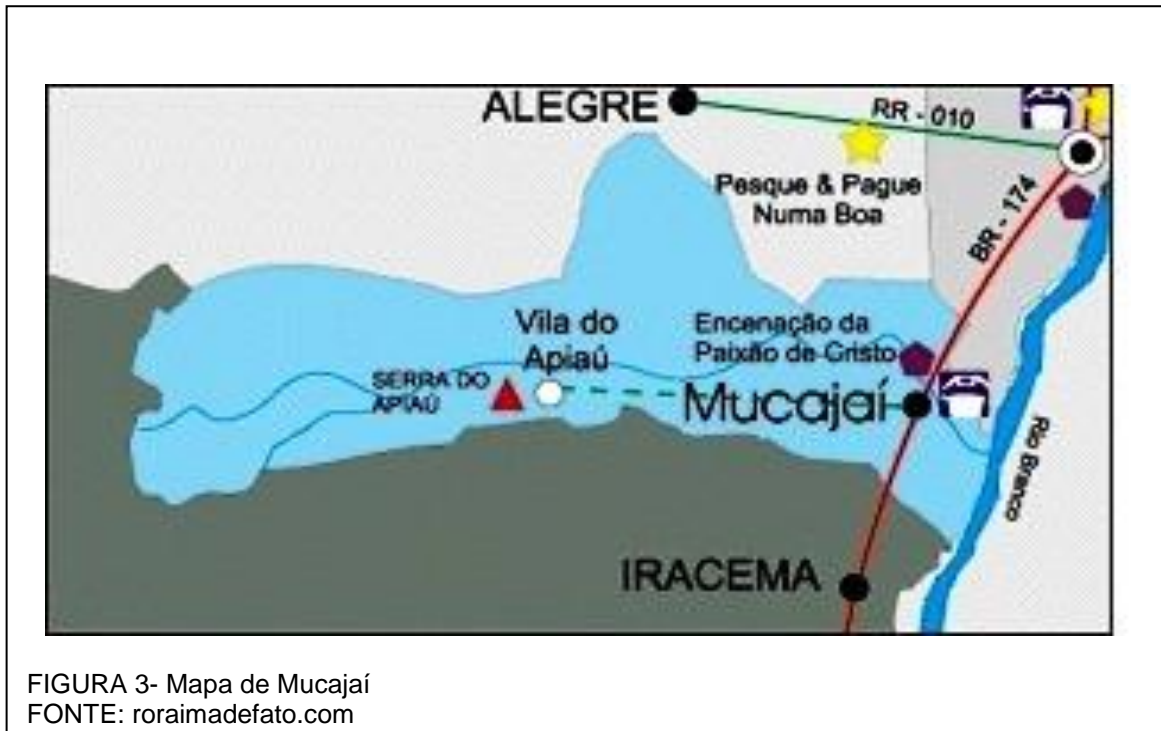 ALEGRE
RR - 010
Pesque & Pague
Numa Boa
BR - 174
Vila do
Apiaú
Encenação da
Paixão de Cristo
SERRA DO
APIAÚ
Mucajaí
Rio Branco
IRACEMA
FIGURA 3- Mapa de Mucajaí
FONTE: roraimadefato.com